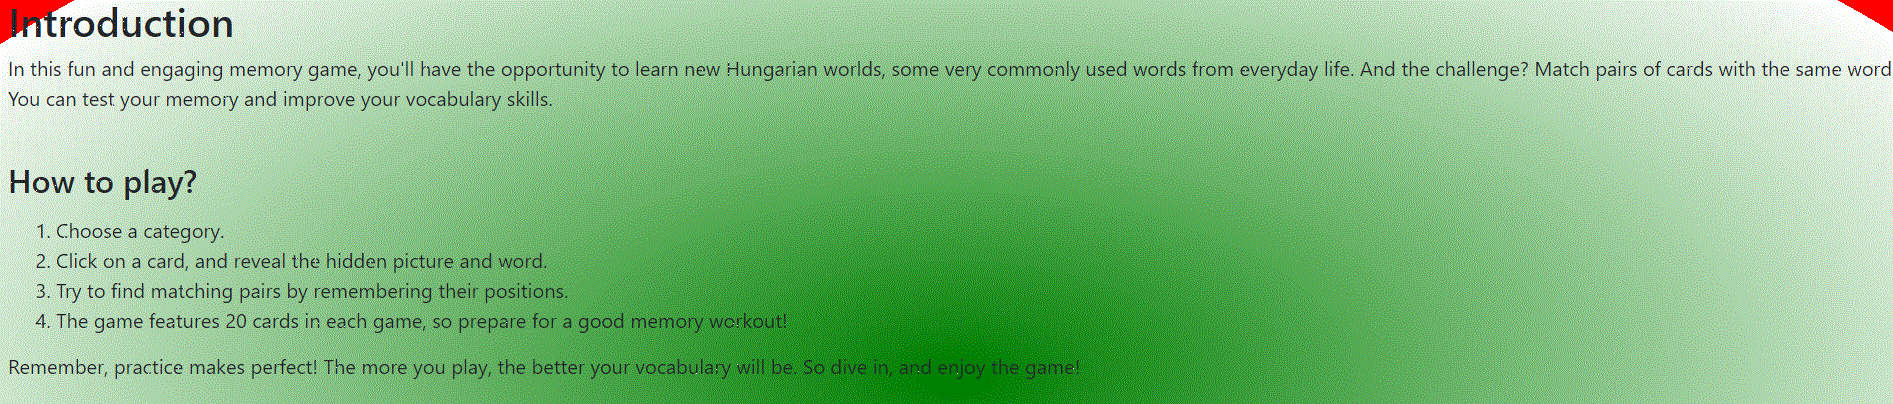 Introduction
In this fun and engaging memory game, you'll have the opportunity to learn new Hungarian worlds, some very commonly used words from everyday life. And the challenge? Match pairs of cards with the same word
You can test your memory and improve your vocabulary skills.
How to play?
1. Choose a category.
2. Click on a card, and reveal the hidden picture and word.
3. Try to find matching pairs by remembering their positions.
4. The game features 20 cards in each game, so prepare for a good memory workout!
Remember, practice makes perfect! The more you play, the better your vocabulary will be. So dive in, and enjoy the game!